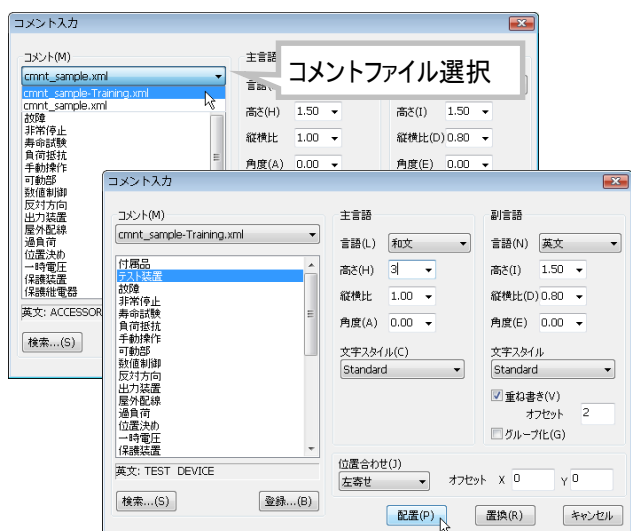 コメント入力
コメント(M)
cmnt_sample.xml
cmnt_sample-Training.xml
cmnt_sample.xml
故障
非常停止
寿命試験
負荷抵抗
手動操作
可動部
数値制御
反対方向
出力装置
屋外配線
過負荷
位置決め
一時電圧
保護装置
保護継電器
英文: ACCESSOR
検索...(S)
主言語
コメントファイル選択
高さ(H) 1.50
高さ(I) 1.50
縦横比 1.00
縦横比(D) 0.80
角度(A) 0.00
角度(E) 0.00
コメント入力
コメント(M)
cmnt_sample-Training.xml
付属品
テスト装置
故障
非常停止
寿命試験
負荷抵抗
手動操作
可動部
数値制御
反対方向
出力装置
屋外配線
過負荷
位置決め
一時電圧
保護装置
英文: TEST DEVICE
検索...(S)
登録...(B)
主言語
言語(L) 和文
高さ(H) 3
縦横比 1.00
角度(A) 0.00
文字スタイル(C)
Standard
副言語
言語(N) 英文
高さ(I) 1.50
縦横比(D) 0.80
角度(E) 0.00
文字スタイル
Standard
重ね書き(V)
オフセット 2
グループ化(G)
位置合わせ(J)
左寄せ
オフセット X 0 Y 0
配置(P)
置換(R)
キャンセル